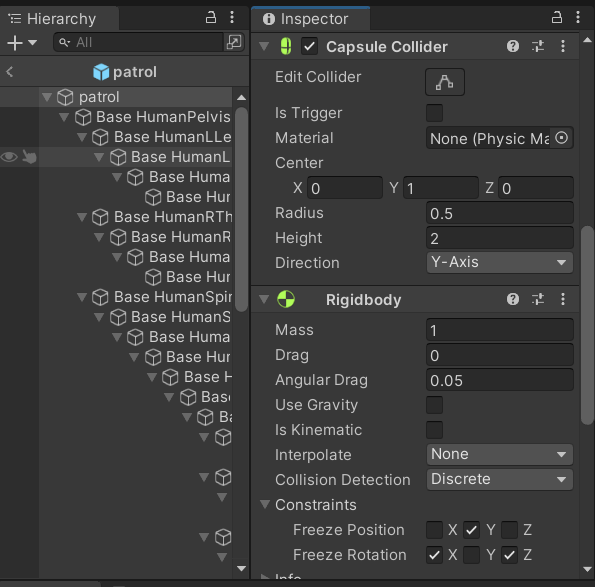 Hierarchy
All
patrol
patrol
Base HumanPelvis
Base HumanLLe
Base HumanL
Base Huma
Base Hur
Base HumanRTh
Base HumanR
Base Huma
Base Hur
Base HumanSpir
Base HumanS
Base Huma
Base Hur
Base H
Base
Ba
Inspector
Capsule Collider
Edit Collider
Is Trigger
Material None (Physic Ma
Center
X 0 Y 1 Z 0
Radius 0.5
Height 2
Direction Y-Axis
Rigidbody
Mass 1
Drag 0
Angular Drag 0.05
Use Gravity
Is Kinematic
Interpolate None
Collision Detection Discrete
Constraints
Freeze Position X Y Z
Freeze Rotation X Y Z
Info